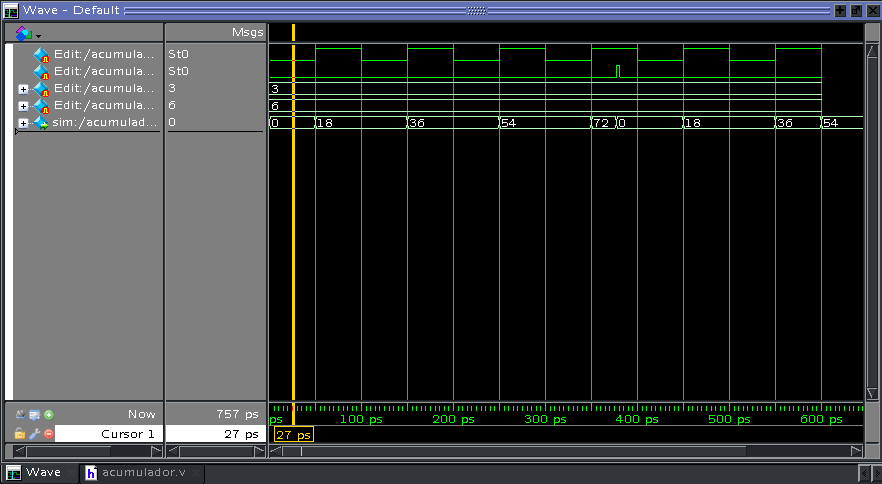 Wave - Default
Msgs
Edit:/acumula... St0
Edit:/acumula... St0
Edit:/acumula... 3 3
Edit:/acumula... 6 6
sim:/acumulad... 0 0 18 36 54 72 0 18 36 54
Now 757 ps ps 100 ps 200 ps 300 ps 400 ps 500 ps 600 ps
Cursor 1 27 ps 27 ps
Wave h acumulador.v